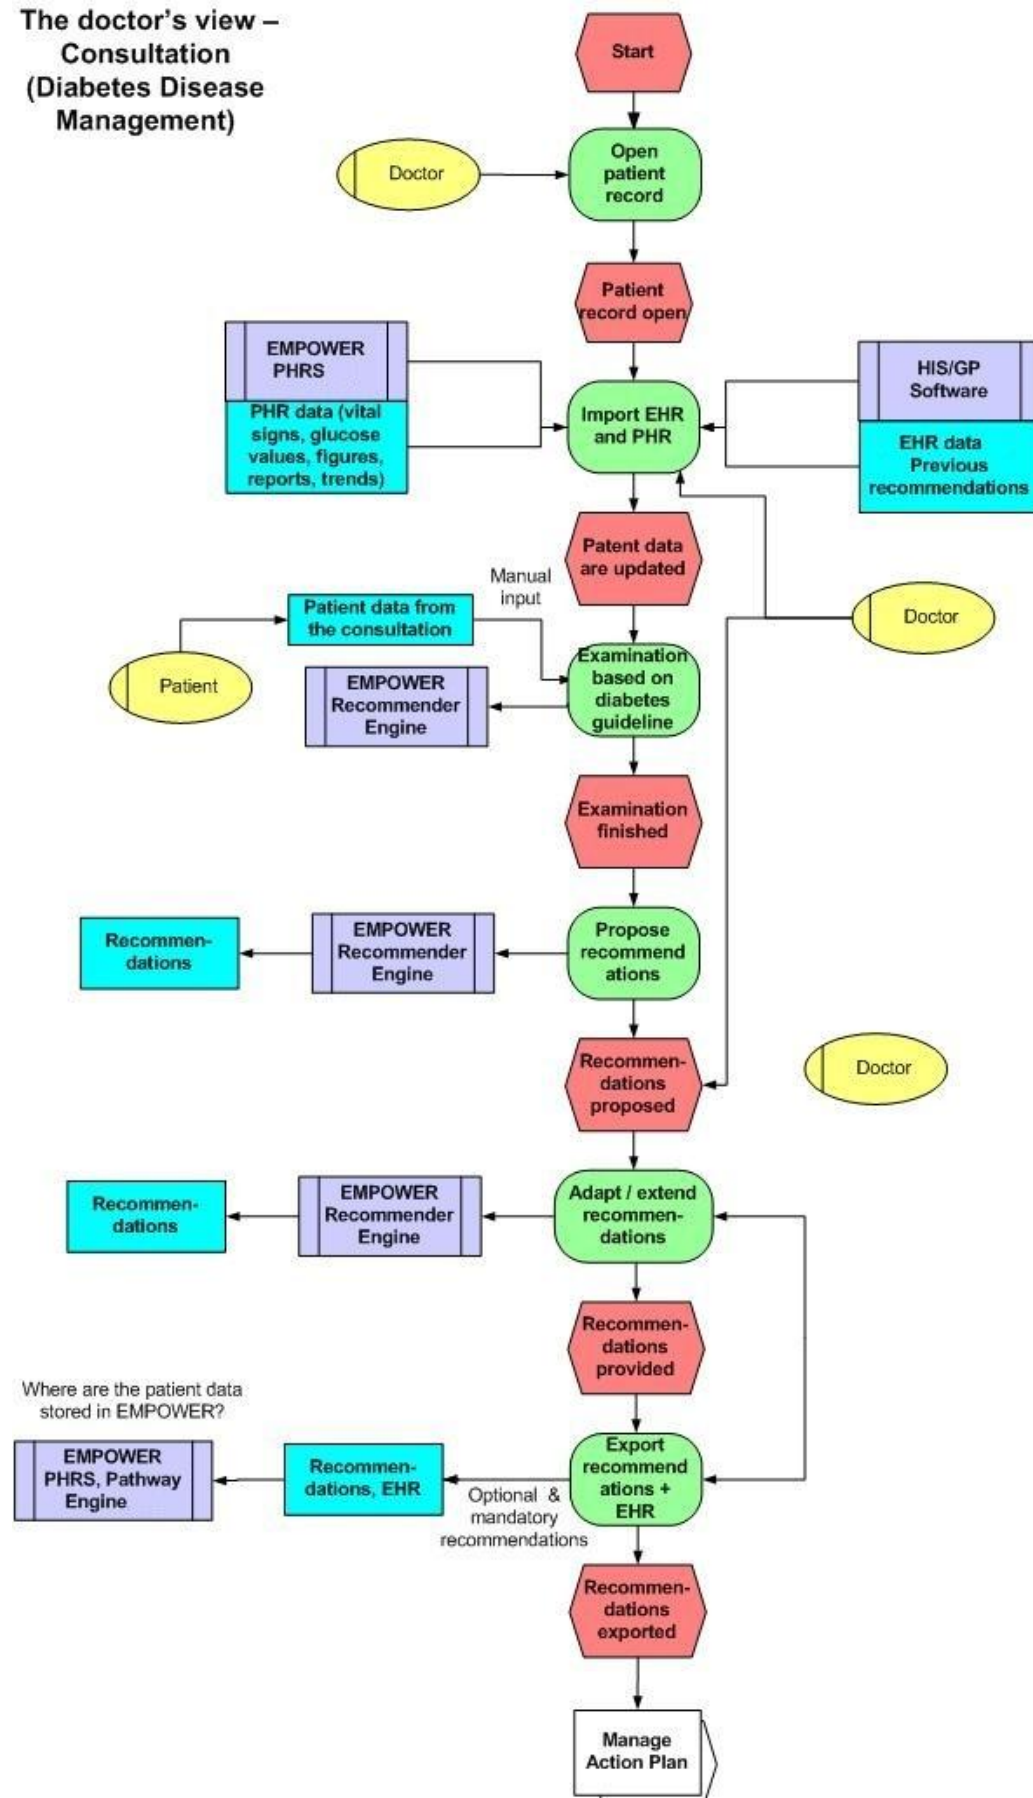 The doctor's view –
Consultation
(Diabetes Disease
Management)
Start
Open
patient
record
Doctor
Patient
record open
EMPOWER
PHRS
PHR data (vital
signs, glucose
values, figures,
reports, trends)
Import EHR
and PHR
HIS/GP
Software
EHR data
Previous
recommendations
Patent data
are updated
Manual
input
Patient data from
the consultation
Doctor
Patient
EMPOWER
Recommender
Engine
Examination
based on
diabetes
guideline
Examination
finished
Recommen-
dations
EMPOWER
Recommender
Engine
Propose
recommend
ations
Recommen-
dations
proposed
Doctor
Recommen-
dations
EMPOWER
Recommender
Engine
Adapt / extend
recommen-
dations
Recommen-
dations
provided
Where are the patient data
stored in EMPOWER?
EMPOWER
PHRS, Pathway
Engine
Recommen-
dations, EHR
Optional &
mandatory
recommendations
Export
recommend
ations +
EHR
Recommen-
dations
exported
Manage
Action Plan